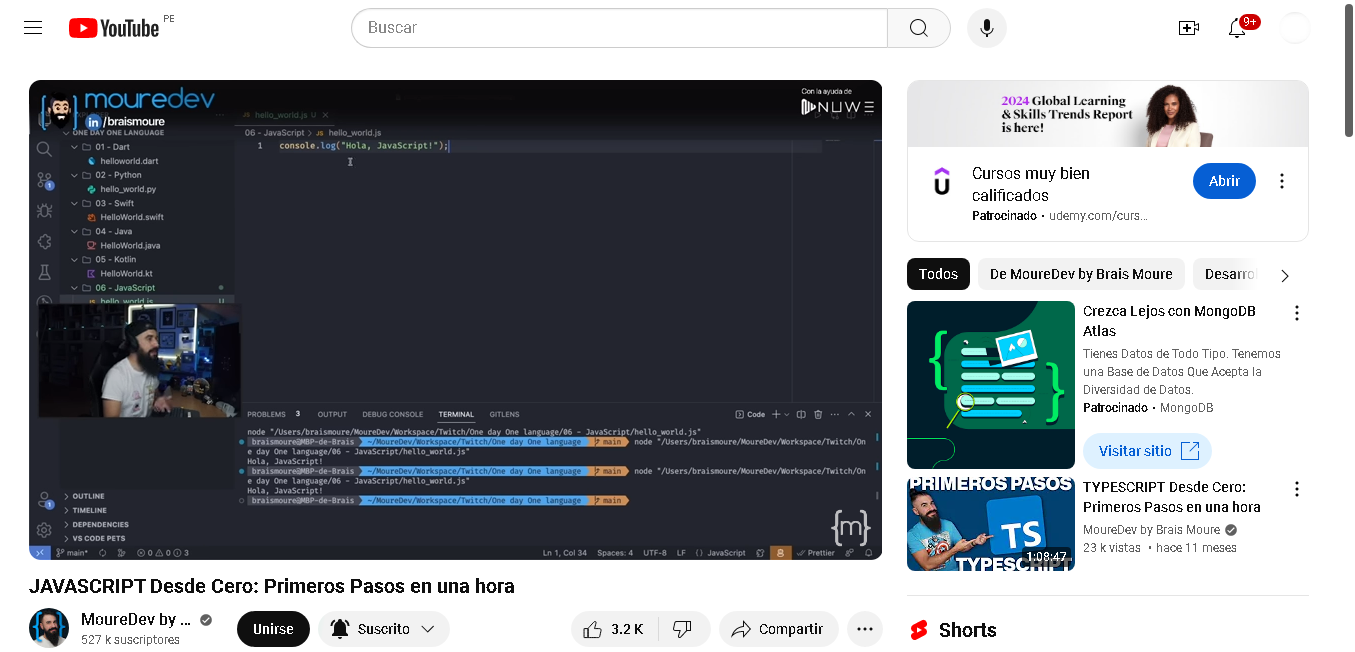 YouTube PE
Buscar
9+
mouredev
/braismoure
Con la ayuda de
NUWE
hello_world.js U
ONE DAY ONE LANGUAGE
06 - JavaScript > JS hello_world.js
1 console.log("Hola, JavaScript!");
01 - Dart
helloworld.dart
02 - Python
hello_world.py
03 - Swift
HelloWorld.swift
04 - Java
HelloWorld.java
05 - Kotlin
HelloWorld.kt
06 - JavaScript
JS hello_world.js U
PROBLEMS 3 OUTPUT DEBUG CONSOLE TERMINAL GITLENS
Code
node "/Users/braismoure/MoureDev/Workspace/Twitch/One day One language/06 - JavaScript/hello_world.js"
braismoure@MBP-de-Brais ~/MoureDev/Workspace/Twitch/One day One language main node "/Users/braismoure/MoureDev/Workspace/Twitch/On
e day One language/06 - JavaScript/hello_world.js"
Hola, JavaScript!
braismoure@MBP-de-Brais ~/MoureDev/Workspace/Twitch/One day One language main node "/Users/braismoure/MoureDev/Workspace/Twitch/On
e day One language/06 - JavaScript/hello_world.js"
Hola, JavaScript!
braismoure@MBP-de-Brais ~/MoureDev/Workspace/Twitch/One day One language main
OUTLINE
TIMELINE
DEPENDENCIES
VS CODE PETS
{m}
main* 0 0 3 Ln 1, Col 34 Spaces: 4 UTF-8 LF {} JavaScript 8 Prettier
JAVASCRIPT Desde Cero: Primeros Pasos en una hora
MoureDev by ...
527 k suscriptores
Unirse
Suscrito
3.2 K
Compartir
2024 Global Learning
& Skills Trends Report
is here!
Cursos muy bien
calificados
Patrocinado · udemy.com/curs...
Abrir
Todos
De MoureDev by Brais Moure
Desarro
Crezca Lejos con MongoDB
Atlas
Tienes Datos de Todo Tipo. Tenemos
una Base de Datos Que Acepta la
Diversidad de Datos.
Patrocinado · MongoDB
Visitar sitio
PRIMEROS PASOS
TS
1:08:47
TYPESCRIPT
TYPESCRIPT Desde Cero:
Primeros Pasos en una hora
MoureDev by Brais Moure
23 k vistas · hace 11 meses
Shorts